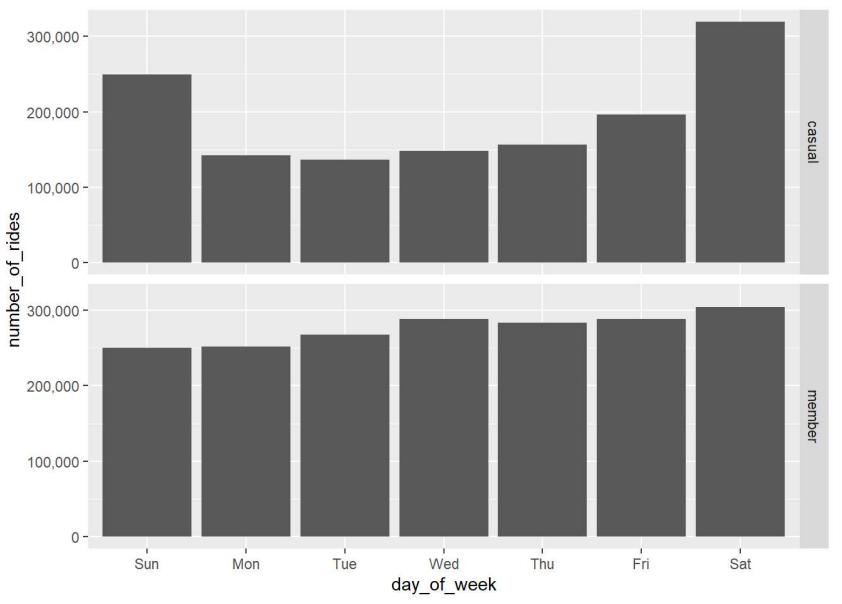 300,000
200,000
100,000
0
casual
number_of_rides
300,000
200,000
100,000
0
member
Sun Mon Tue Wed Thu Fri Sat
day_of_week